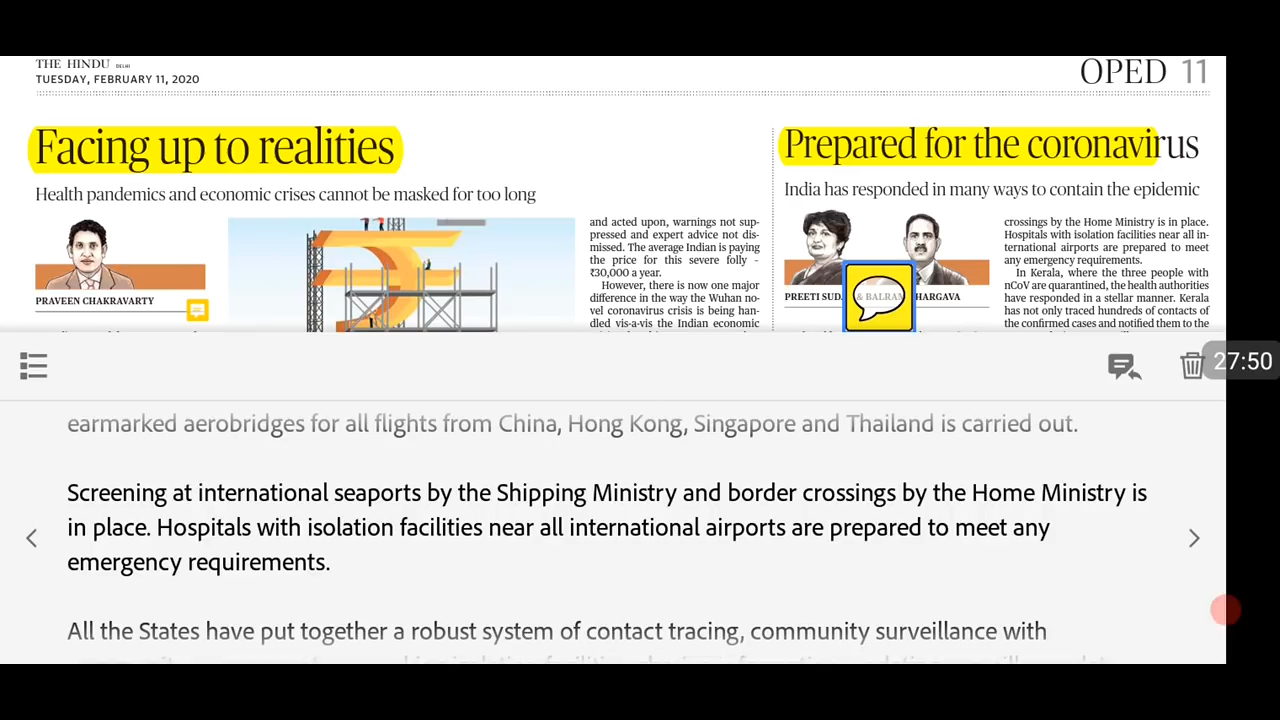 THE HINDU DELHI
TUESDAY, FEBRUARY 11, 2020
OPED 11
Facing up to realities
Health pandemics and economic crises cannot be masked for too long
PRAVEEN CHAKRAVARTY
and acted upon, warnings not sup-
pressed and expert advice not dis-
missed. The average Indian is paying
the price for this severe folly –
₹30,000 a year.
However, there is now one major
difference in the way the Wuhan no-
vel coronavirus crisis is being han-
dled vis-a-vis the Indian economic
Prepared for the coronavirus
India has responded in many ways to contain the epidemic
PREETI SUD & BALRAM HARGAVA
crossings by the Home Ministry is in place.
Hospitals with isolation facilities near all in-
ternational airports are prepared to meet
any emergency requirements.
In Kerala, where the three people with
nCoV are quarantined, the health authorities
have responded in a stellar manner. Kerala
has not only traced hundreds of contacts of
the confirmed cases and notified them to the
27:50
earmarked aerobridges for all flights from China, Hong Kong, Singapore and Thailand is carried out.
Screening at international seaports by the Shipping Ministry and border crossings by the Home Ministry is
in place. Hospitals with isolation facilities near all international airports are prepared to meet any
emergency requirements.
All the States have put together a robust system of contact tracing, community surveillance with